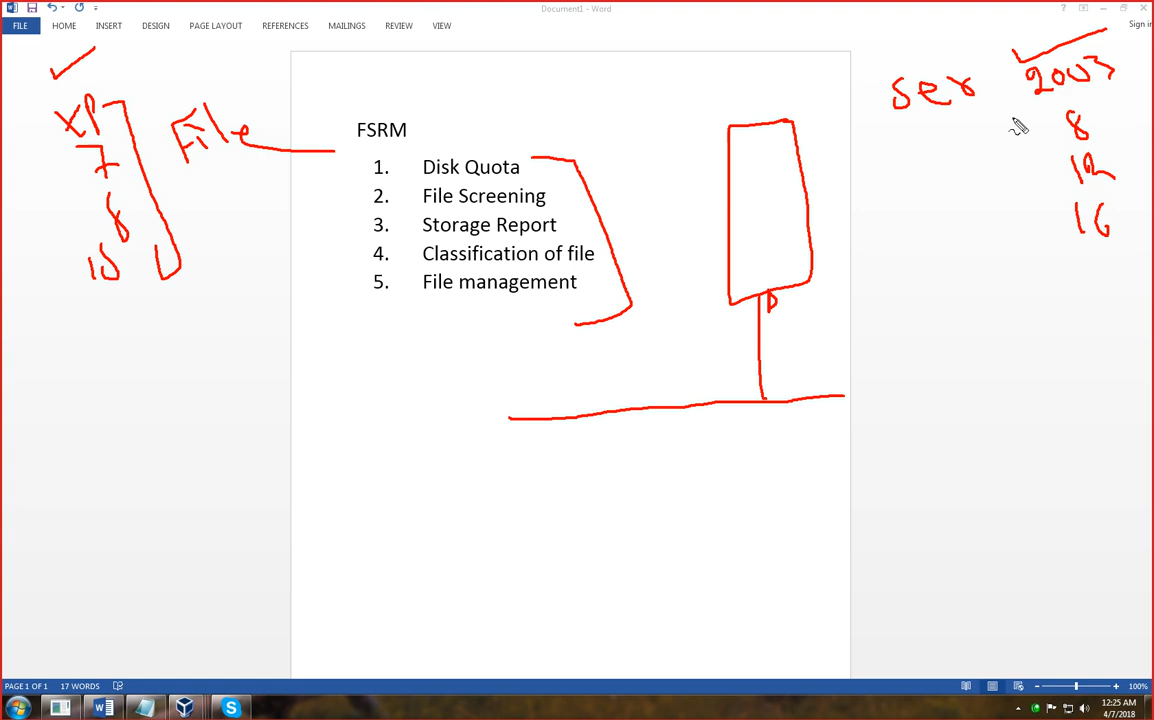 Document1 - Word
FILE HOME INSERT DESIGN PAGE LAYOUT REFERENCES MAILINGS REVIEW VIEW
Sign in
XP
7
8
10
File
ser 2003
8
12
16
FSRM
1. Disk Quota
2. File Screening
3. Storage Report
4. Classification of file
5. File management
PAGE 1 OF 1 17 WORDS
100%
12:25 AM
4/7/2018